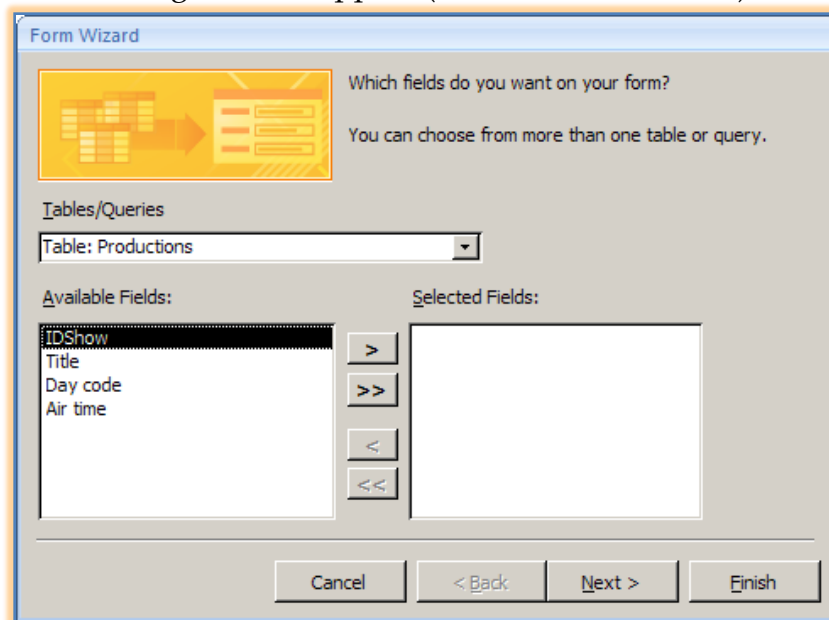 Form Wizard
Which fields do you want on your form?
You can choose from more than one table or query.
Tables/Queries
Table: Productions
Available Fields:
Selected Fields:
IDShow
Title
Day code
Air time
>
>>
<
<<
Cancel
< Back
Next >
Finish